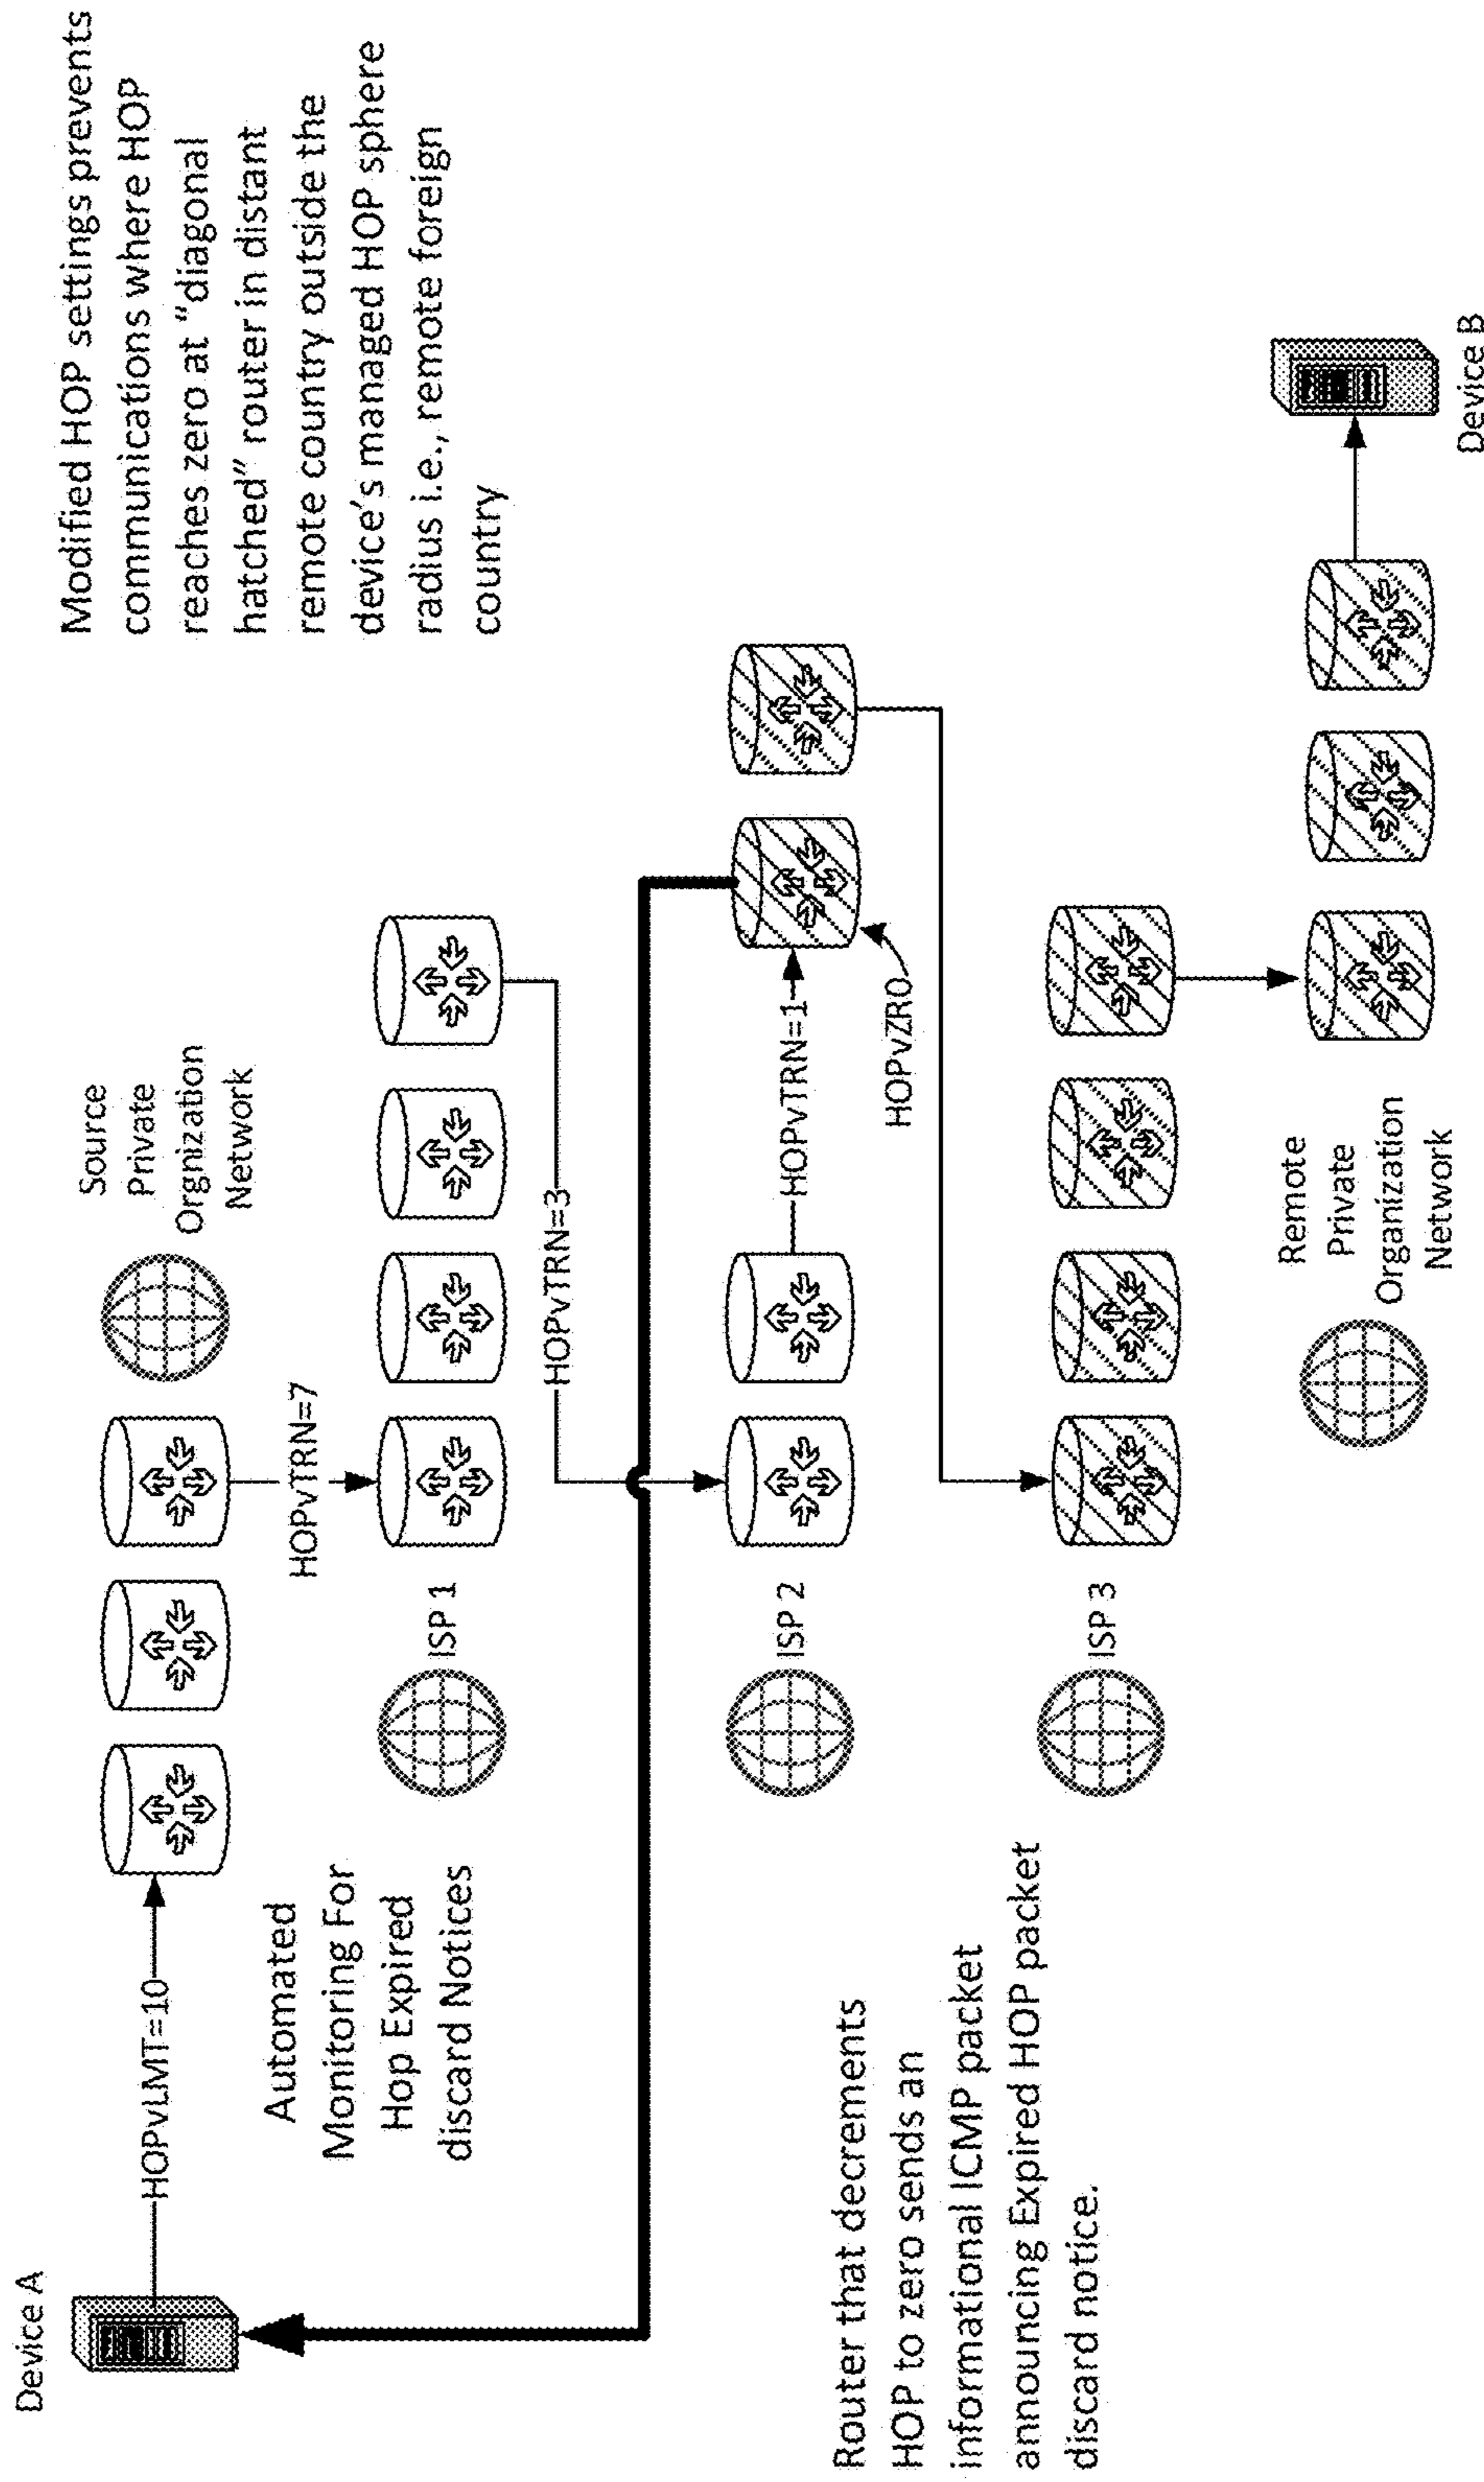 Device A
HOPvLMT=10
Source
Private
Orgnization
Network
Modified HOP settings prevents
communications where HOP
reaches zero at "diagonal
hatched" router in distant
remote country outside the
device's managed HOP sphere
radius i.e., remote foreign
country
Automated
Monitoring For
Hop Expired
discard Notices
HOPvTRN=7
ISP 1
HOPvTRN=3
ISP 2
HOPvTRN=1
HOPvZRO
Router that decrements
HOP to zero sends an
informational ICMP packet
announcing Expired HOP packet
discard notice.
ISP 3
Remote
Private
Organization
Network
Device B